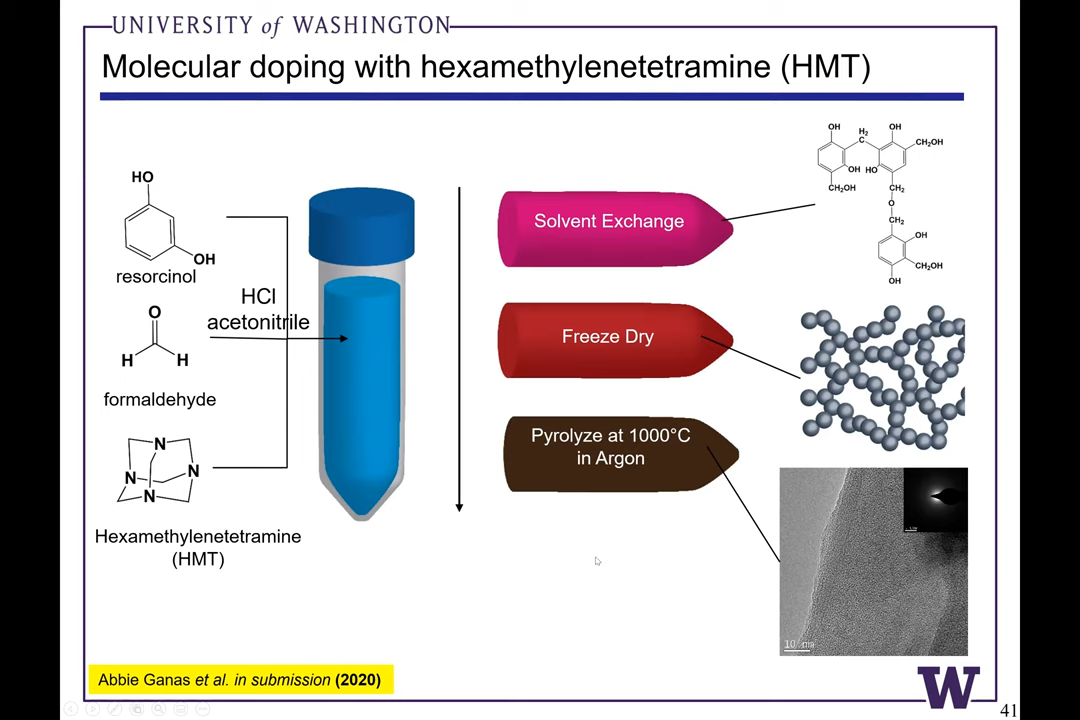 UNIVERSITY of WASHINGTON
Molecular doping with hexamethylenetetramine (HMT)
HO
OH
resorcinol
O
H H
formaldehyde
N
N N
N
Hexamethylenetetramine
(HMT)
HCl
acetonitrile
Solvent Exchange
Freeze Dry
Pyrolyze at 1000°C
in Argon
OH H₂ OH
C CH₂OH
OH HO
CH₂OH CH₂
O
CH₂
OH
CH₂OH
OH
10 nm
Abbie Ganas et al. in submission (2020)
W
41